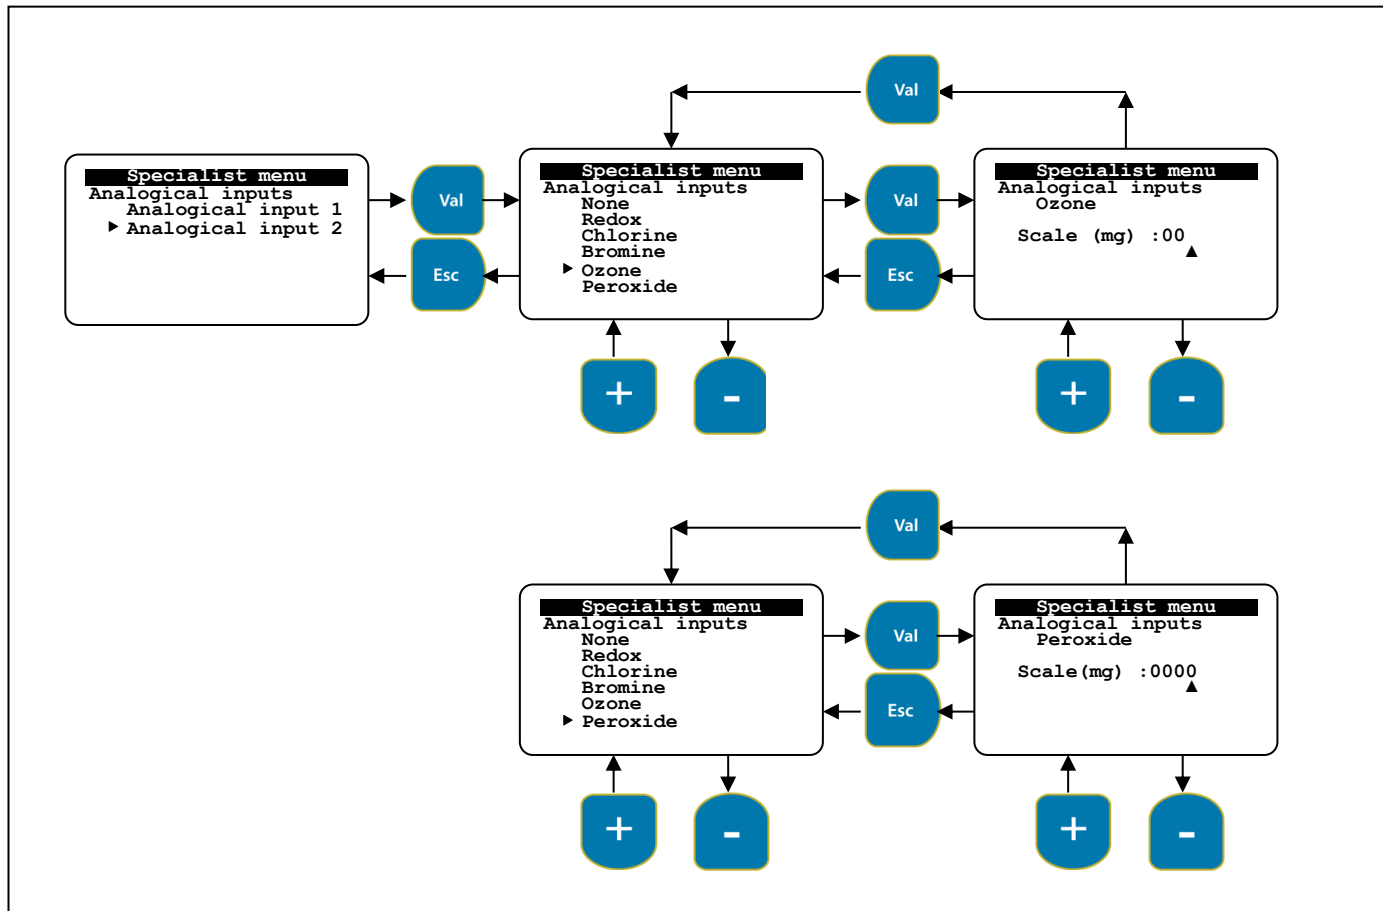 Val
Specialist menu
Analogical inputs
Analogical input 1
▶ Analogical input 2
Val
Esc
Specialist menu
Analogical inputs
None
Redox
Chlorine
Bromine
▶ Ozone
Peroxide
Val
Esc
Specialist menu
Analogical inputs
Ozone
Scale (mg) :00
▲
+
-
+
-
Val
Specialist menu
Analogical inputs
None
Redox
Chlorine
Bromine
Ozone
▶ Peroxide
Val
Esc
Specialist menu
Analogical inputs
Peroxide
Scale(mg) :0000
▲
+
-
+
-